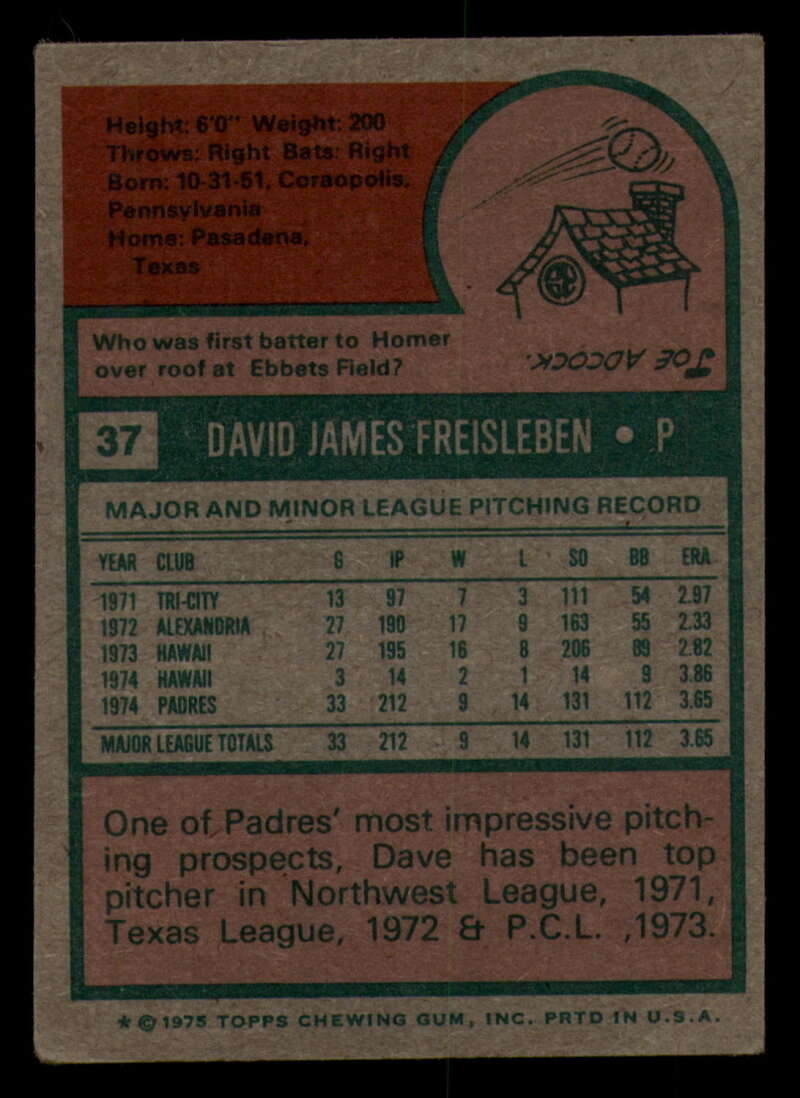 Height: 6'0" Weight: 200
Throws: Right Bats: Right
Born: 10-31-51, Coraopolis,
Pennsylvania
Home: Pasadena,
Texas
Who was first batter to Homer
over roof at Ebbets Field?
JOE ADCOCK.
37 DAVID JAMES FREISLEBEN • P
MAJOR AND MINOR LEAGUE PITCHING RECORD
YEAR CLUB G IP W L SO BB ERA
1971 TRI-CITY 13 97 7 3 111 54 2.97
1972 ALEXANDRIA 27 190 17 9 163 55 2.33
1973 HAWAII 27 195 16 8 206 89 2.82
1974 HAWAII 3 14 2 1 14 9 3.86
1974 PADRES 33 212 9 14 131 112 3.65
MAJOR LEAGUE TOTALS 33 212 9 14 131 112 3.65
One of Padres' most impressive pitch-
ing prospects, Dave has been top
pitcher in Northwest League, 1971,
Texas League, 1972 & P.C.L. ,1973.
* © 1975 TOPPS CHEWING GUM, INC. PRTD IN U.S.A.